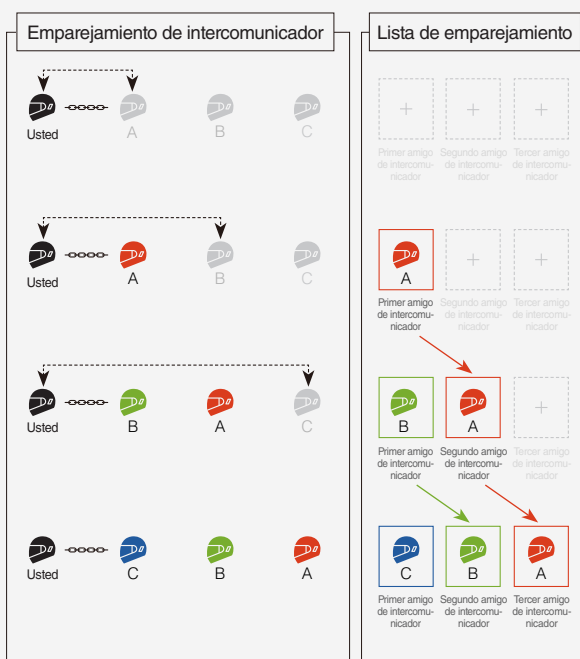 Emparejamiento de intercomunicador
Lista de emparejamiento
Usted
A
B
C
+
+
+
Primer amigo
de intercomu-
nicador
Segundo amigo
de intercomu-
nicador
Tercer amigo
de intercomu-
nicador
Usted
A
B
C
A
+
+
Primer amigo
de intercomu-
nicador
Segundo amigo
de intercomu-
nicador
Tercer amigo
de intercomu-
nicador
Usted
B
A
C
B
A
+
Primer amigo
de intercomu-
nicador
Segundo amigo
de intercomu-
nicador
Tercer amigo
de intercomu-
nicador
Usted
C
B
A
C
B
A
Primer amigo
de intercomu-
nicador
Segundo amigo
de intercomu-
nicador
Tercer amigo
de intercomu-
nicador